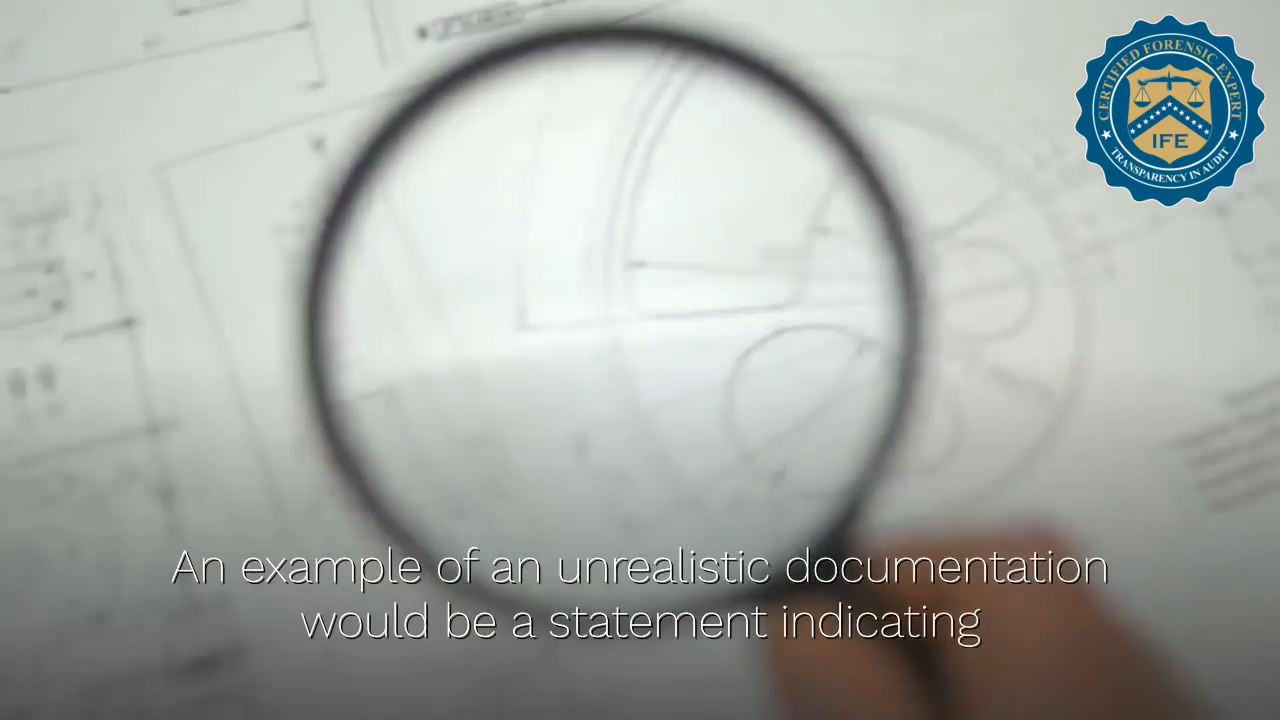 CERTIFIED FORENSIC EXPERT
IFE
TRANSPARENCY IN AUDIT
An example of an unrealistic documentation
would be a statement indicating